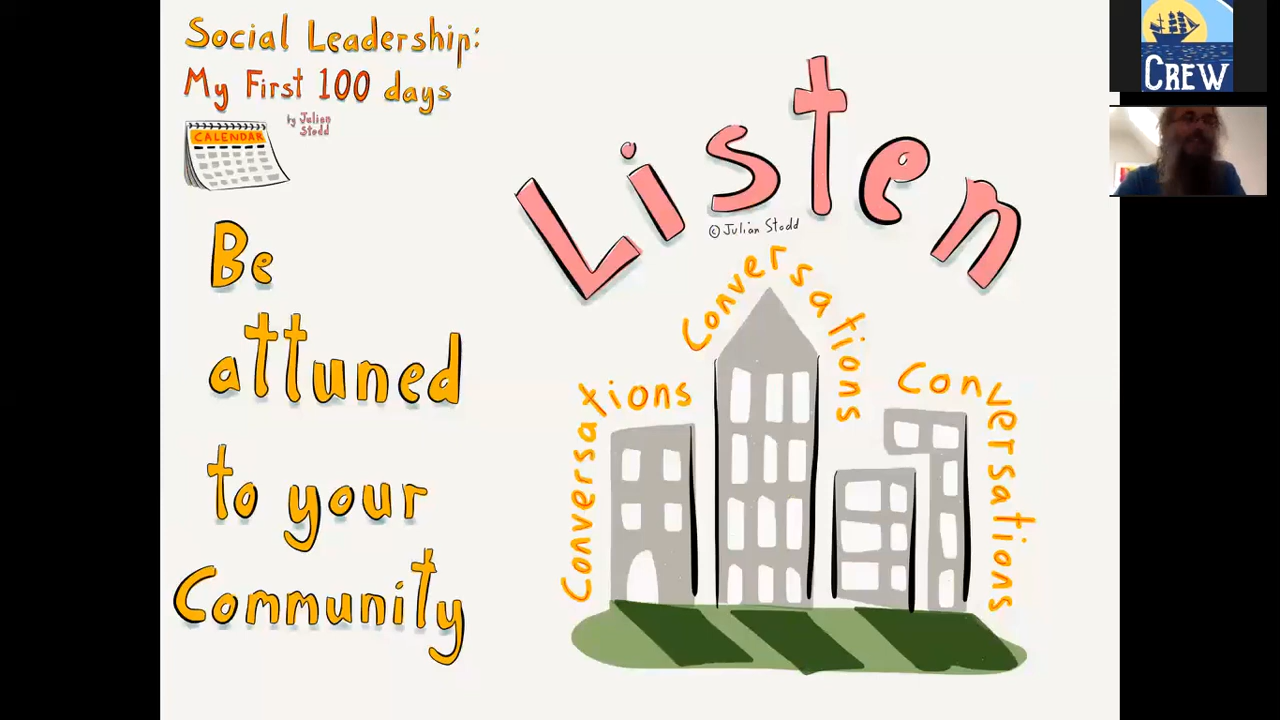 Social Leadership:
My First 100 days
by Julian
Stodd
CALENDAR
Be
attuned
to your
Community
Listen
© Julian Stodd
Conversations
Conversations
Conversations
CREW